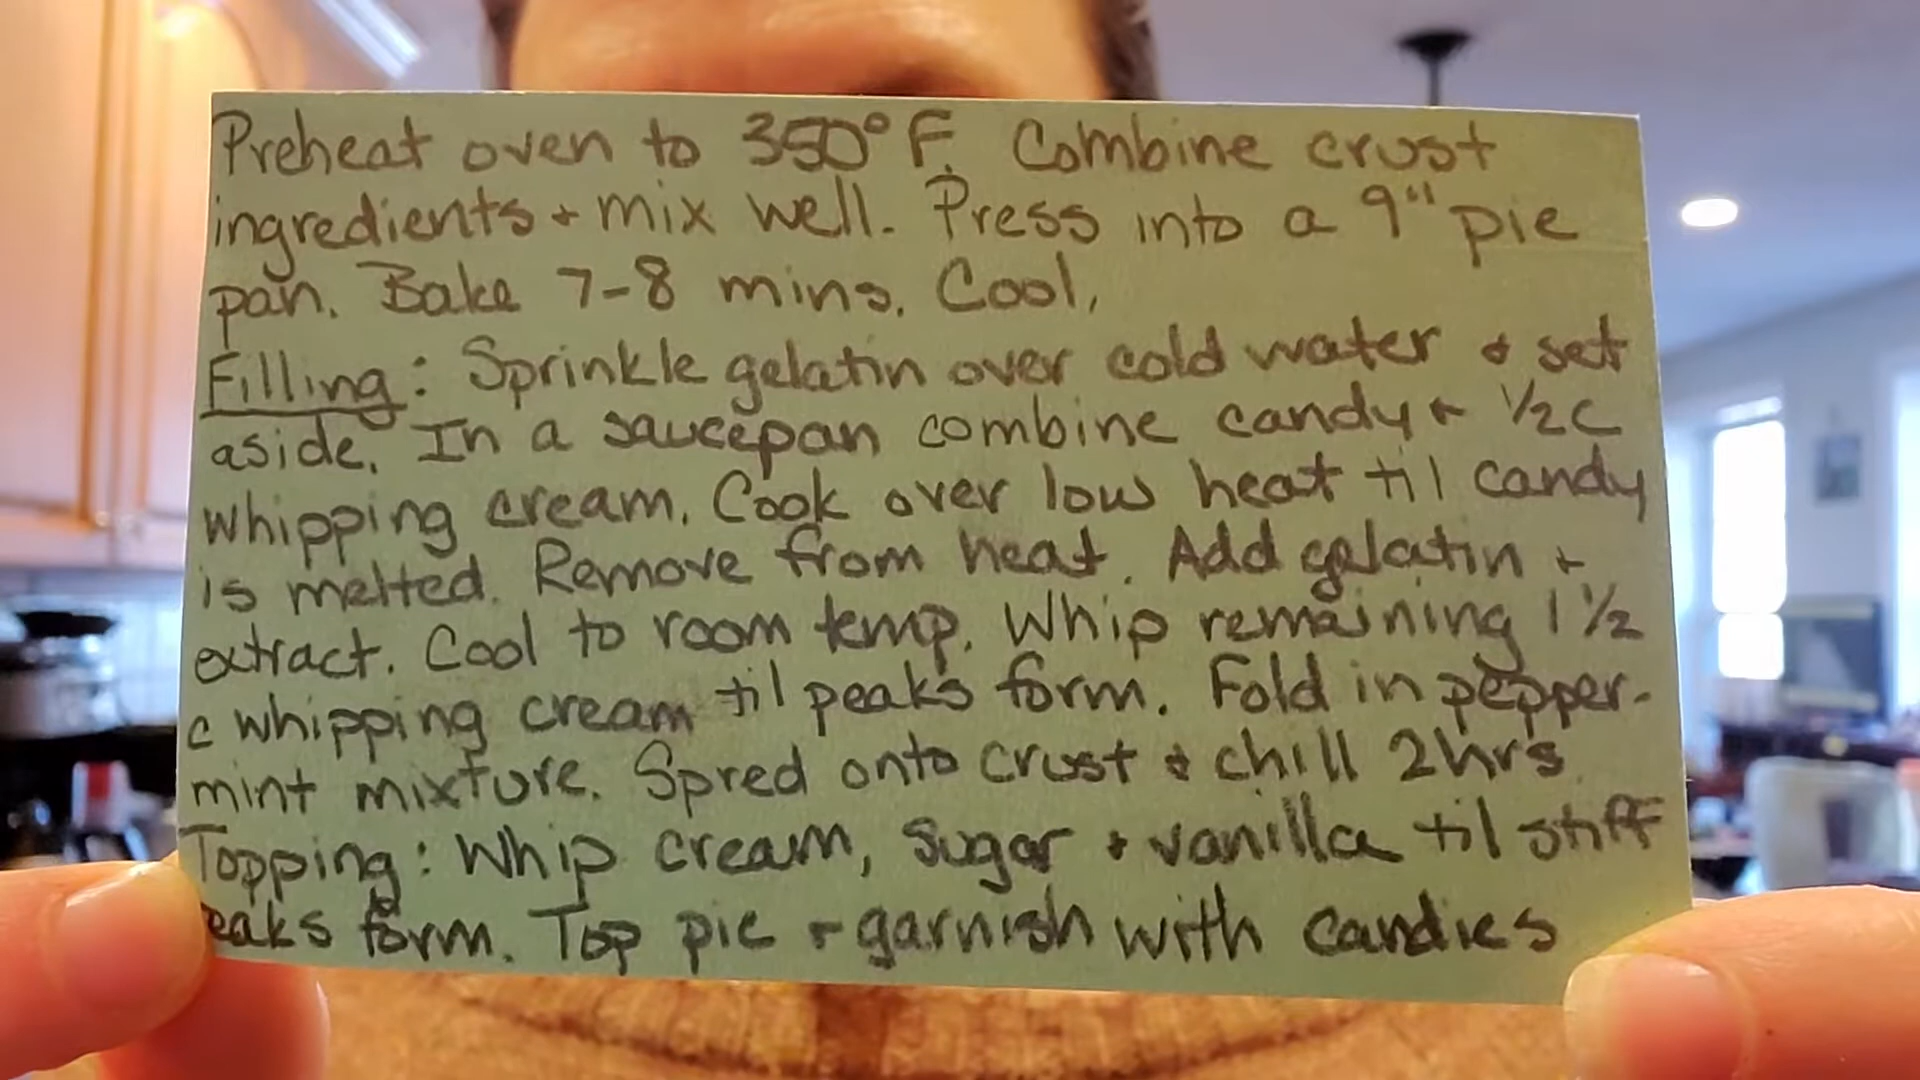 Preheat oven to 350° F. Combine crust
ingredients + mix well. Press into a 9" pie
pan. Bake 7-8 mins. Cool.
Filling: Sprinkle gelatin over cold water & set
aside. In a saucepan combine candy + 1/2 c
whipping cream. Cook over low heat til candy
is melted. Remove from heat. Add gelatin +
extract. Cool to room temp. Whip remaining 1 1/2
c whipping cream til peaks form. Fold in pepper-
mint mixture. Spred onto crust & chill 2hrs.
Topping: Whip cream, sugar + vanilla til stiff
eaks form. Top pie + garnish with candies